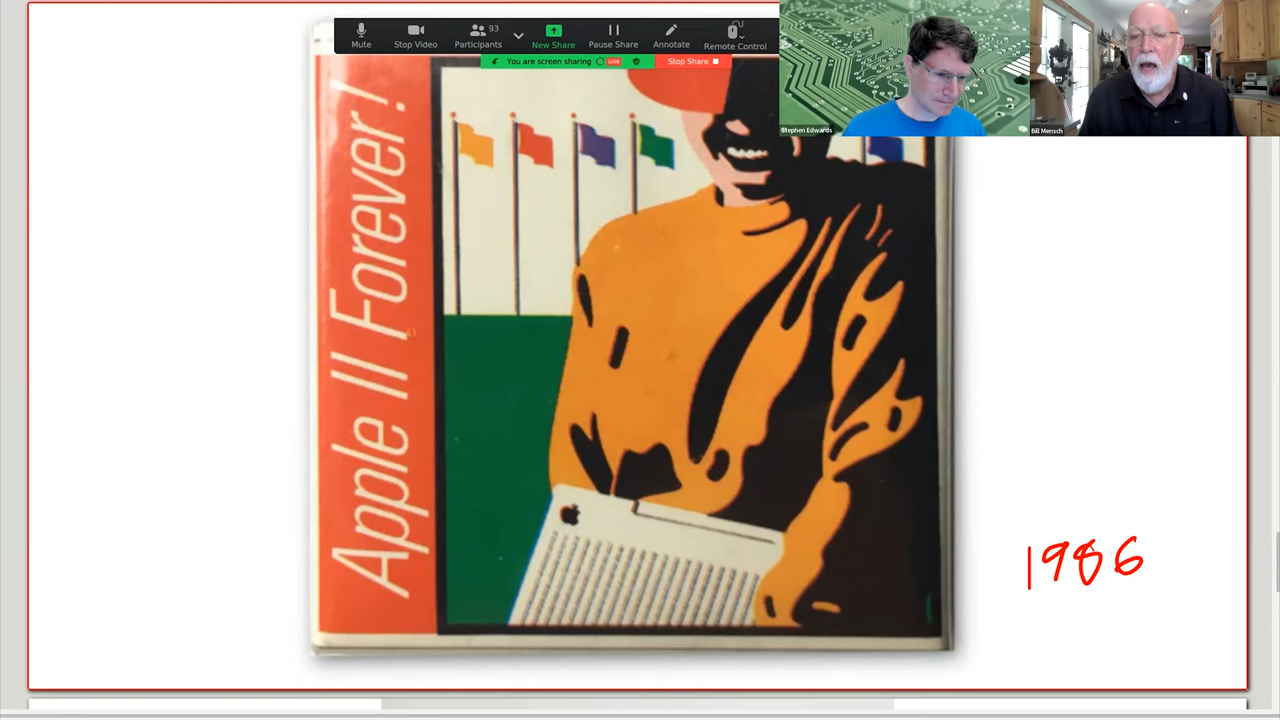 93
Mute
Stop Video
Participants
New Share
Pause Share
Annotate
Remote Control
You are screen sharing
LIVE
Stop Share
Stephen Edwards
Bill Mensch
Apple II Forever!
1986